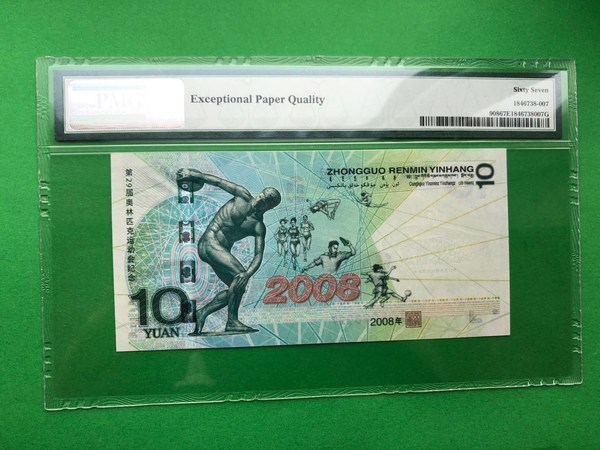 PMG
Exceptional Paper Quality
Sixty Seven
1846738-007
90867E1846738007G
ZHONGGUO RENMIN YINHANG
10
第29届奥林匹克运动会纪念
2008
10
YUAN
2008年